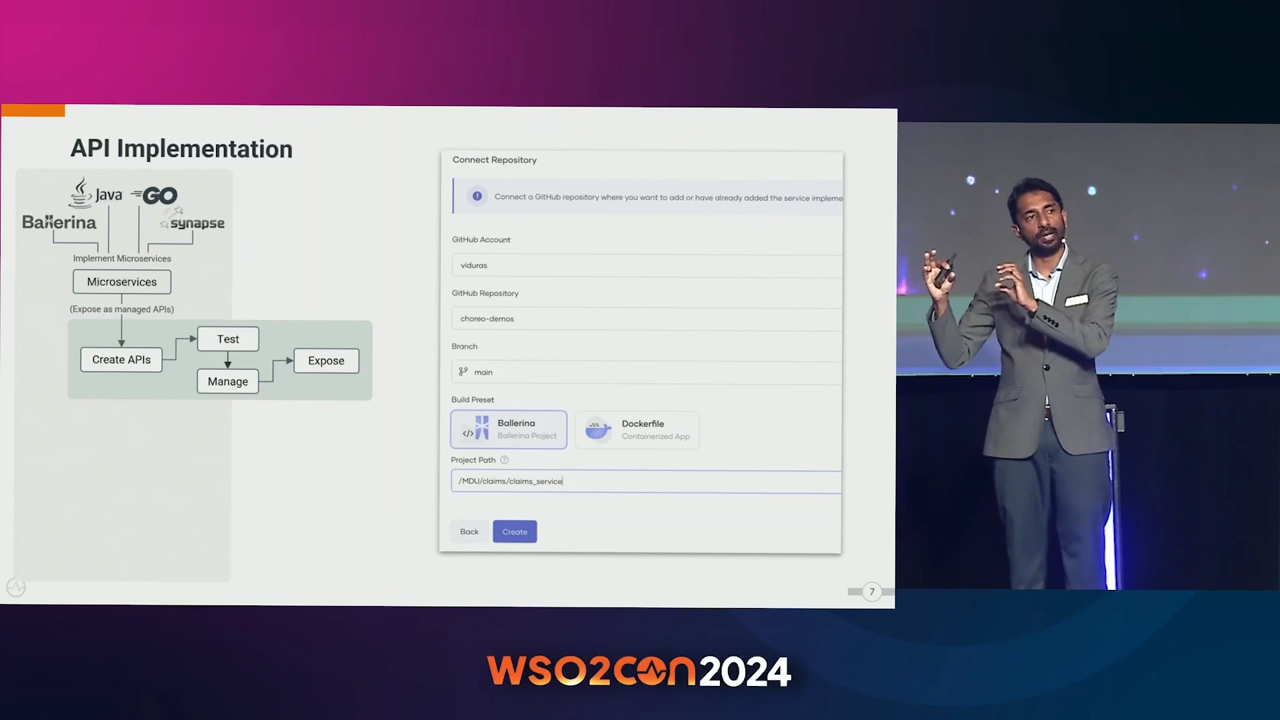 API Implementation
Java
GO
Ballerina
synapse
Implement Microservices
Microservices
(Expose as managed APIs)
Create APIs
Test
Manage
Expose
Connect Repository
Connect a GitHub repository where you want to add or have already added the service impleme
GitHub Account
viduras
GitHub Repository
choreo-demos
Branch
main
Build Preset
Ballerina
Ballerina Project
Dockerfile
Containerized App
Project Path
/MDU/claims/claims_service
Back
Create
7
WSO2CON2024